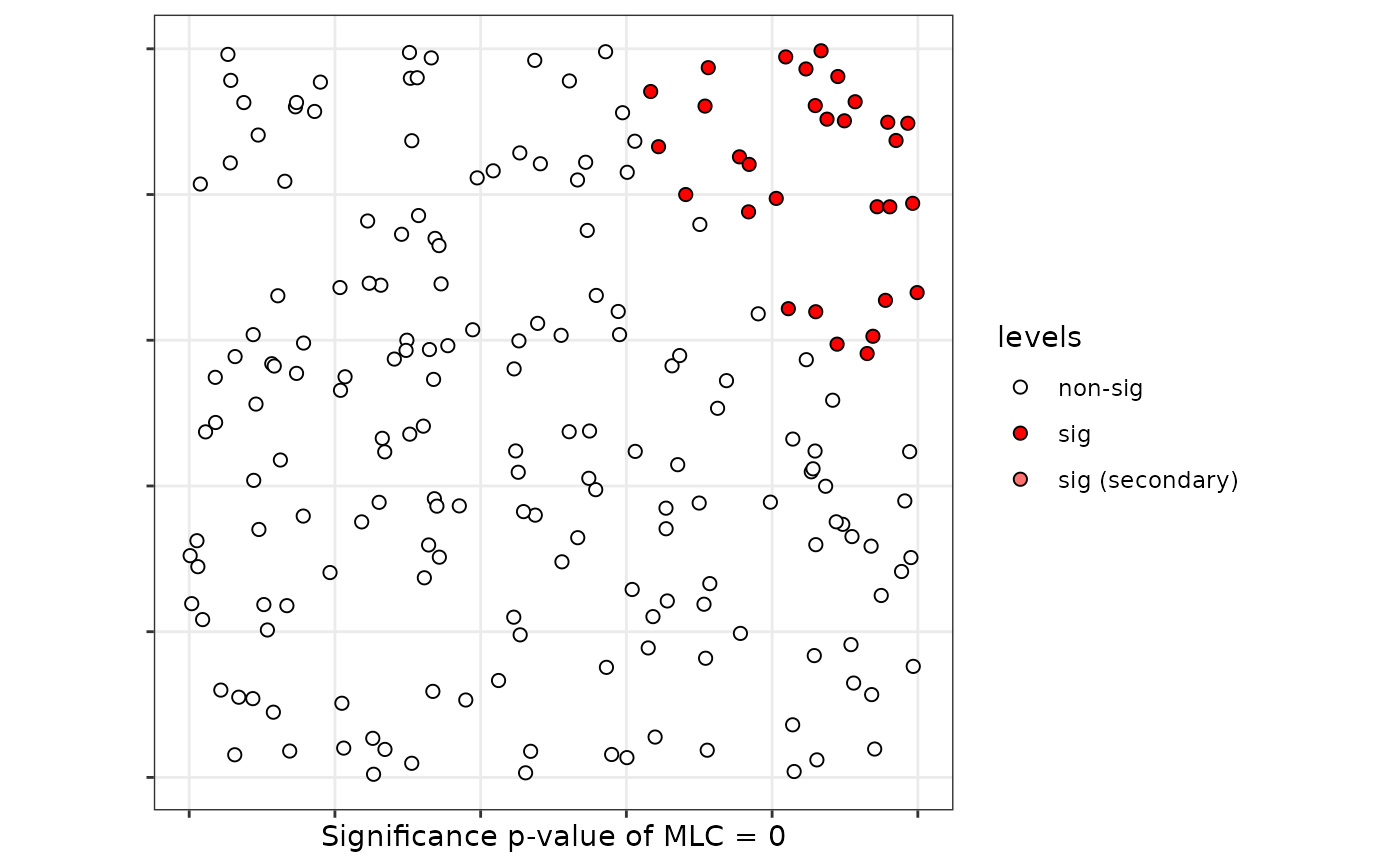 levels
non-sig
sig
sig (secondary)
Significance p-value of MLC = 0